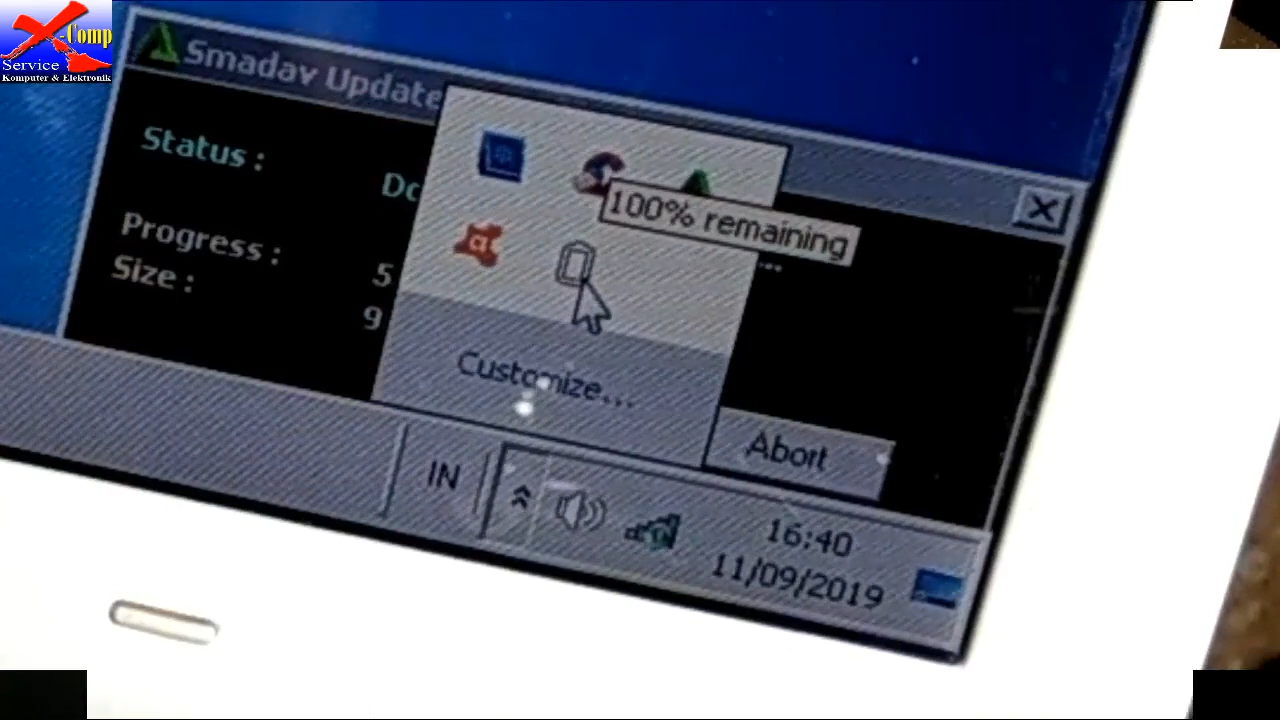 X-Comp
Service
Komputer & Elektronik
Smadav Update
Status :
Progress :
5
Size :
9
100% remaining
Customize...
Abort
IN
16:40
11/09/2019